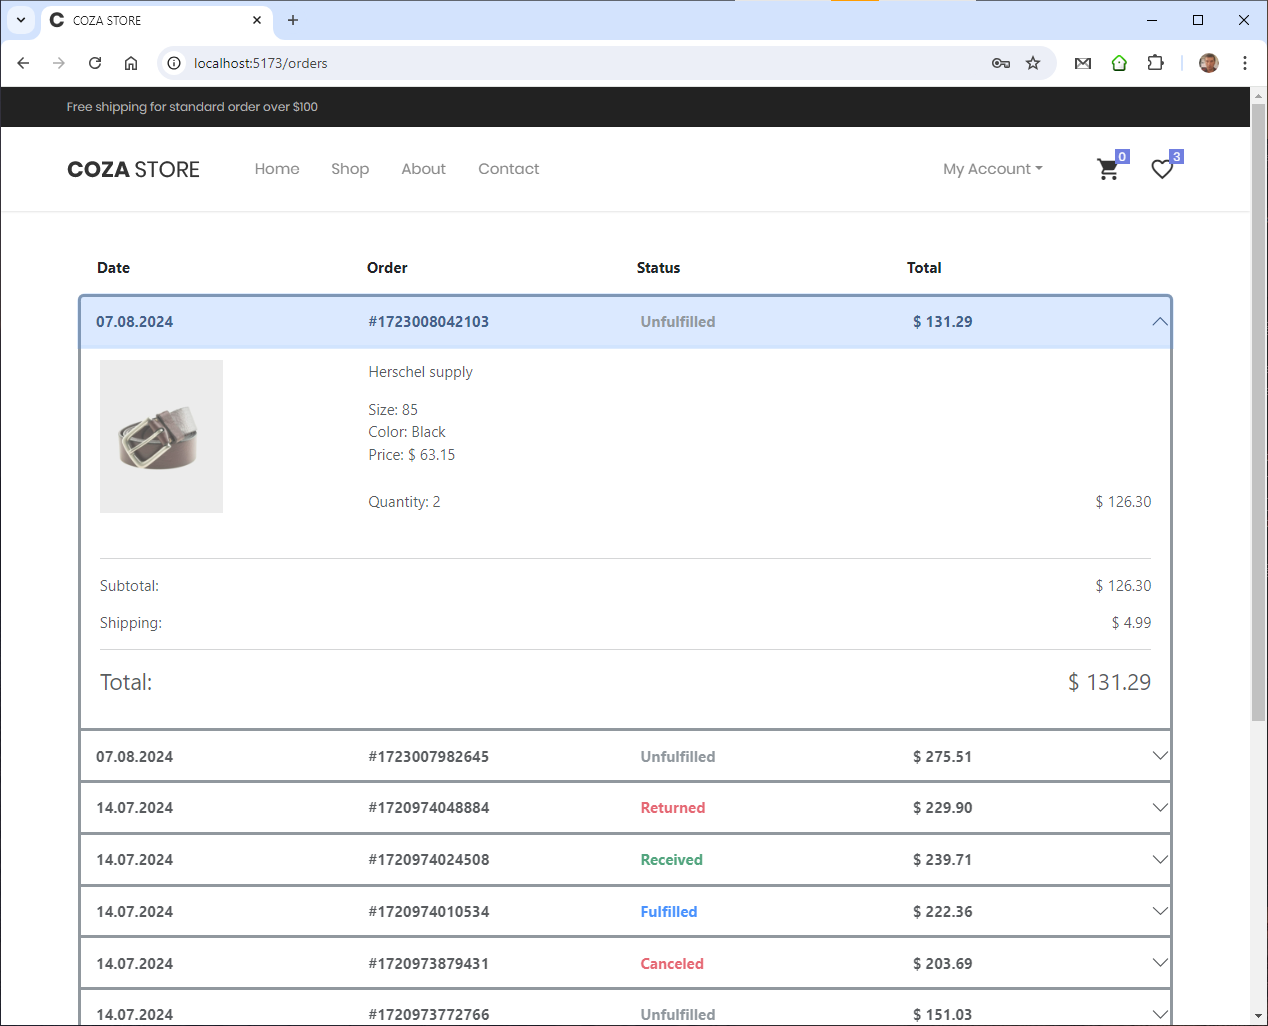 COZA STORE
localhost:5173/orders
Free shipping for standard order over $100
COZA STORE Home Shop About Contact My Account 0 3
Date Order Status Total
07.08.2024 #1723008042103 Unfulfilled $ 131.29
Herschel supply
Size: 85
Color: Black
Price: $ 63.15
Quantity: 2 $ 126.30
Subtotal: $ 126.30
Shipping: $ 4.99
Total: $ 131.29
07.08.2024 #1723007982645 Unfulfilled $ 275.51
14.07.2024 #1720974048884 Returned $ 229.90
14.07.2024 #1720974024508 Received $ 239.71
14.07.2024 #1720974010534 Fulfilled $ 222.36
14.07.2024 #1720973879431 Canceled $ 203.69
14.07.2024 #1720973772766 Unfulfilled $ 151.03